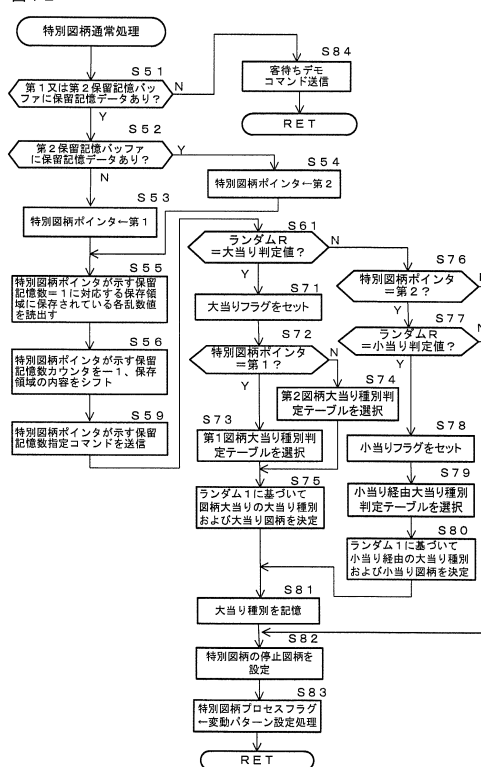 特別図柄通常処理
S51
第1又は第2保留記憶バッ
ファに保留記憶データあり?
N
Y
S84
客待ちデモ
コマンド送信
RET
S52
第2保留記憶バッファ
に保留記憶データあり?
Y
N
S54
特別図柄ポインタ←第2
S53
特別図柄ポインタ←第1
S55
特別図柄ポインタが示す保留
記憶数=1に対応する保存領
域に保存されている各乱数値
を読出す
S56
特別図柄ポインタが示す保留
記憶数カウンタを-1、保存
領域の内容をシフト
S59
特別図柄ポインタが示す保留
記憶数指定コマンドを送信
S61
ランダムR
=大当り判定値?
N
Y
S71
大当りフラグをセット
S72
特別図柄ポインタ
=第1?
N
Y
S74
第2図柄大当り種別判
定テーブルを選択
S73
第1図柄大当り種別判
定テーブルを選択
S75
ランダム1に基づいて
図柄大当りの大当り種別
および大当り図柄を決定
S76
特別図柄ポインタ
=第2?
N
Y
S77
ランダムR
=小当り判定値?
N
Y
S78
小当りフラグをセット
S79
小当り経由大当り種別
判定テーブルを選択
S80
ランダム1に基づいて
小当り経由の大当り種別
および小当り図柄を決定
S81
大当り種別を記憶
S82
特別図柄の停止図柄を
設定
S83
特別図柄プロセスフラグ
←変動パターン設定処理
RET